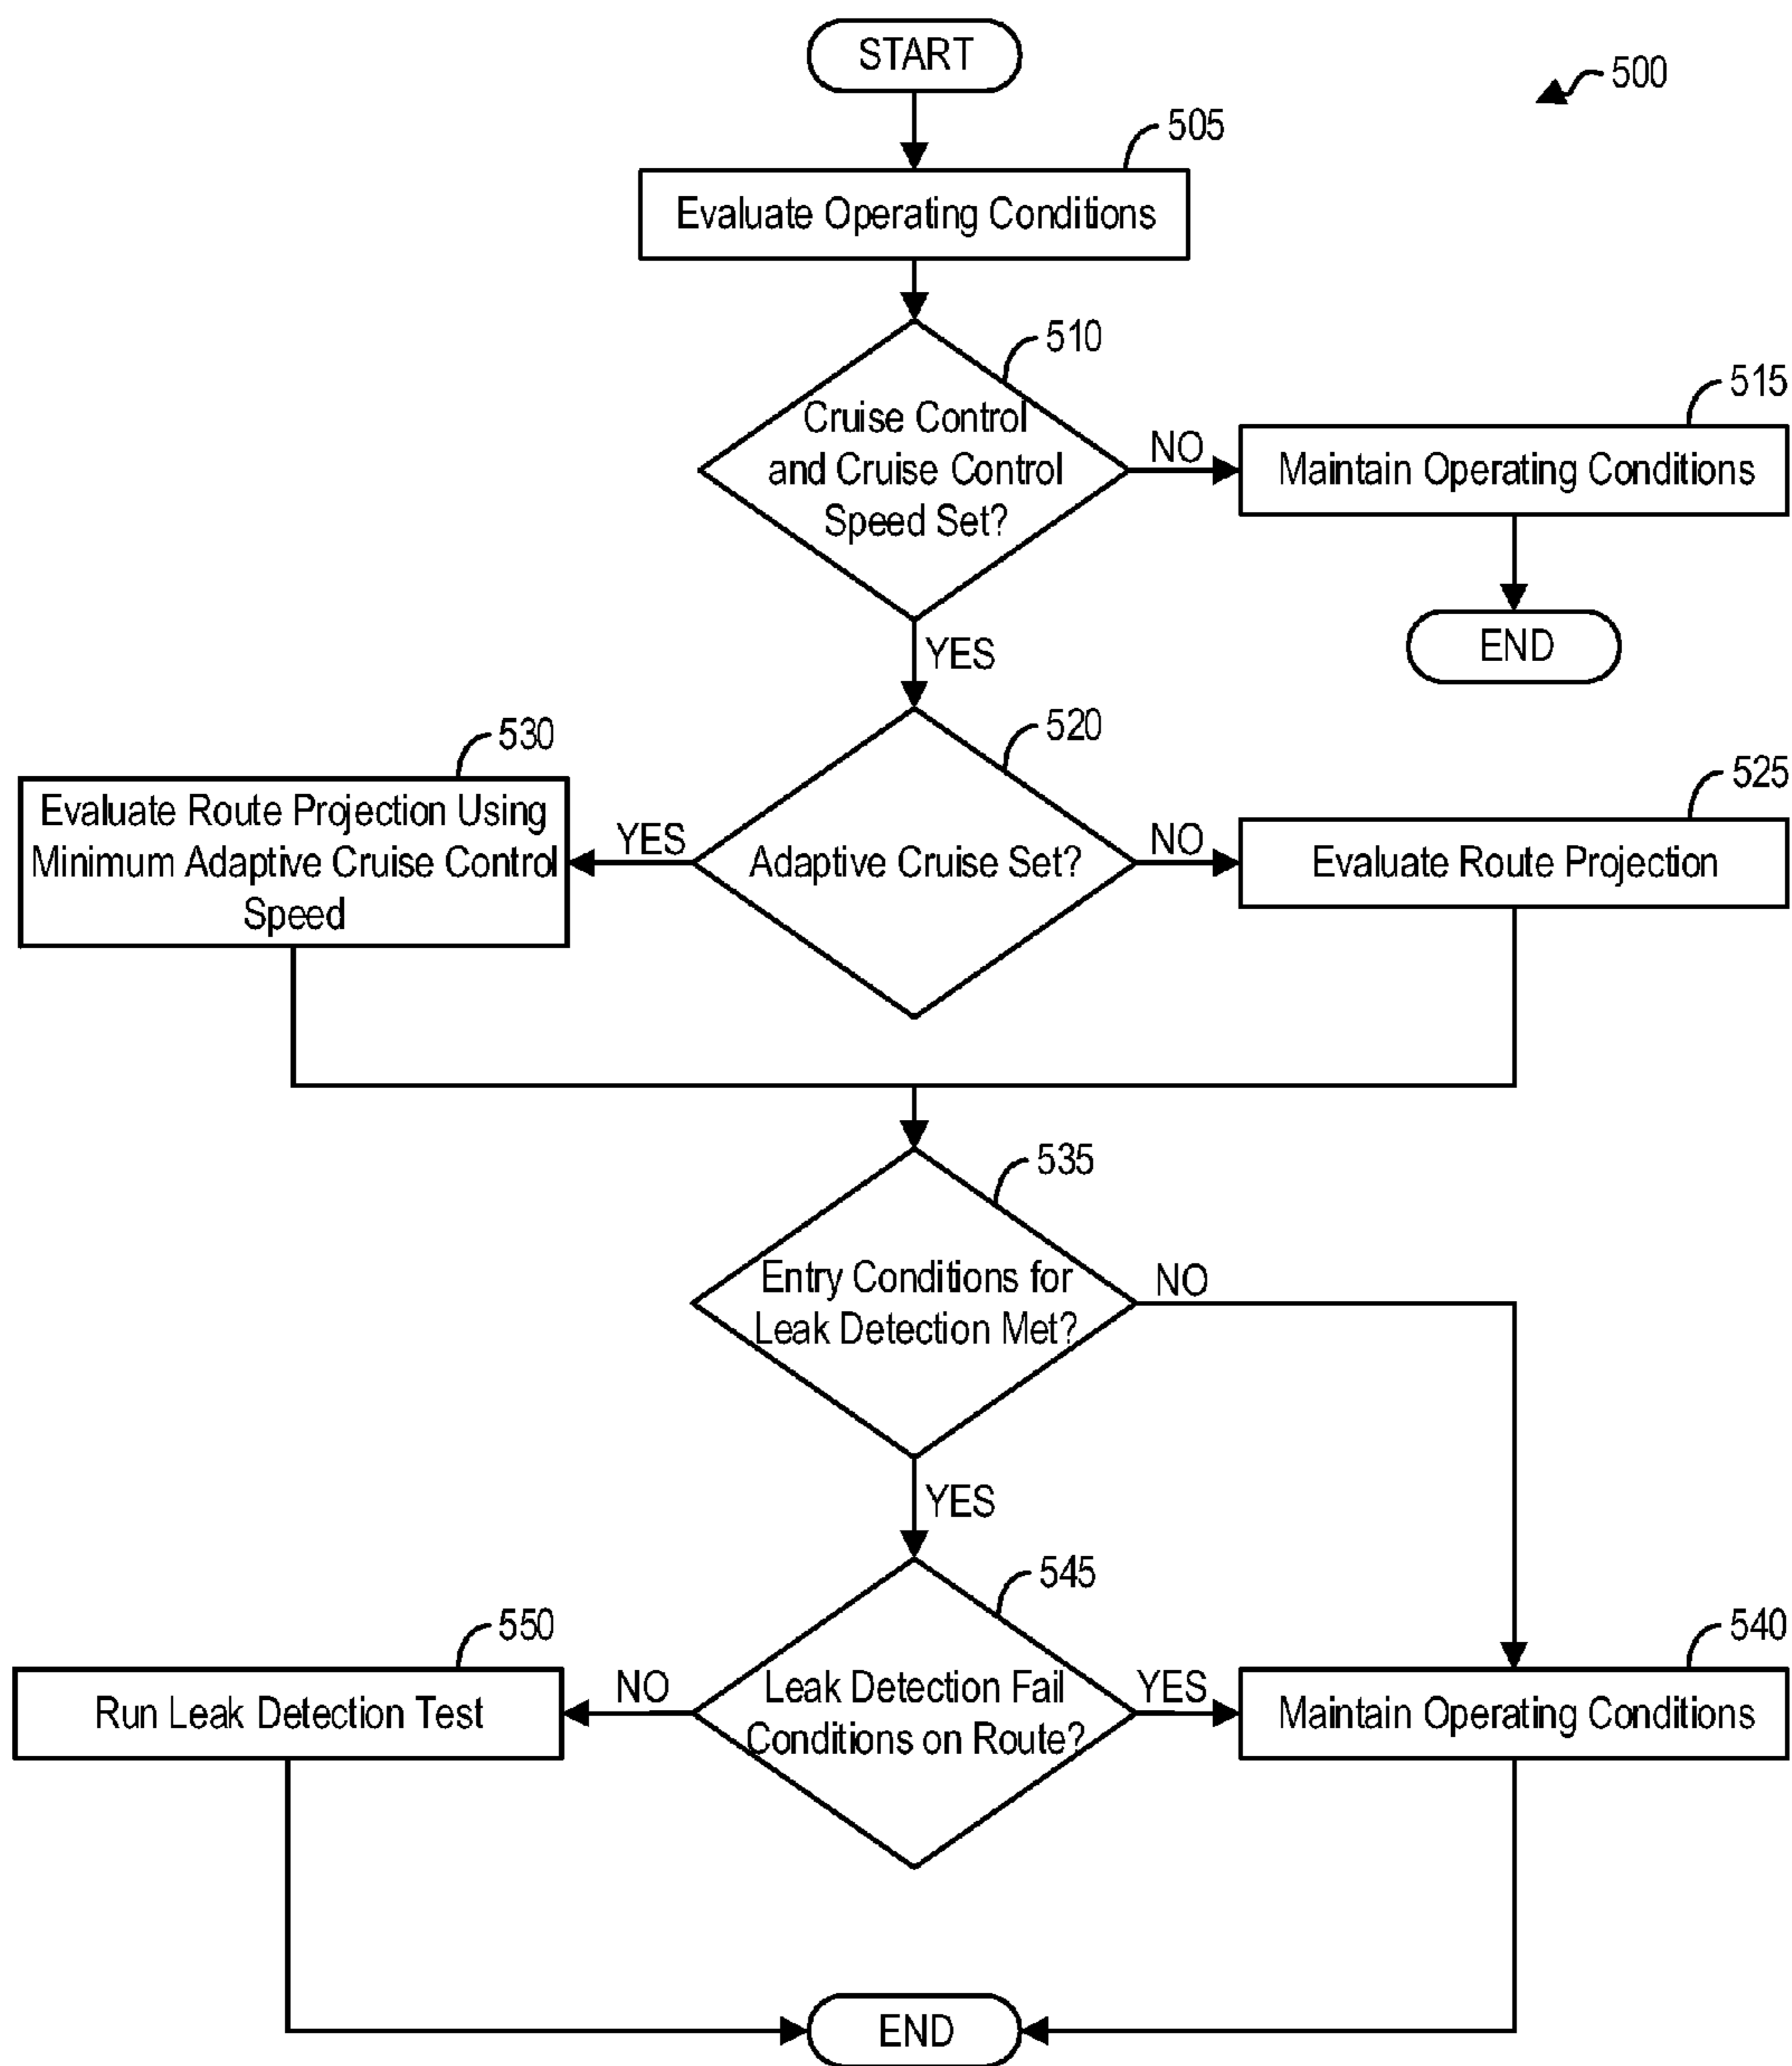 START
500
505
Evaluate Operating Conditions
510
Cruise Control
and Cruise Control
Speed Set?
NO
515
Maintain Operating Conditions
END
YES
520
Adaptive Cruise Set?
YES
530
Evaluate Route Projection Using
Minimum Adaptive Cruise Control
Speed
NO
525
Evaluate Route Projection
535
Entry Conditions for
Leak Detection Met?
NO
YES
545
Leak Detection Fail
Conditions on Route?
NO
550
Run Leak Detection Test
YES
540
Maintain Operating Conditions
END